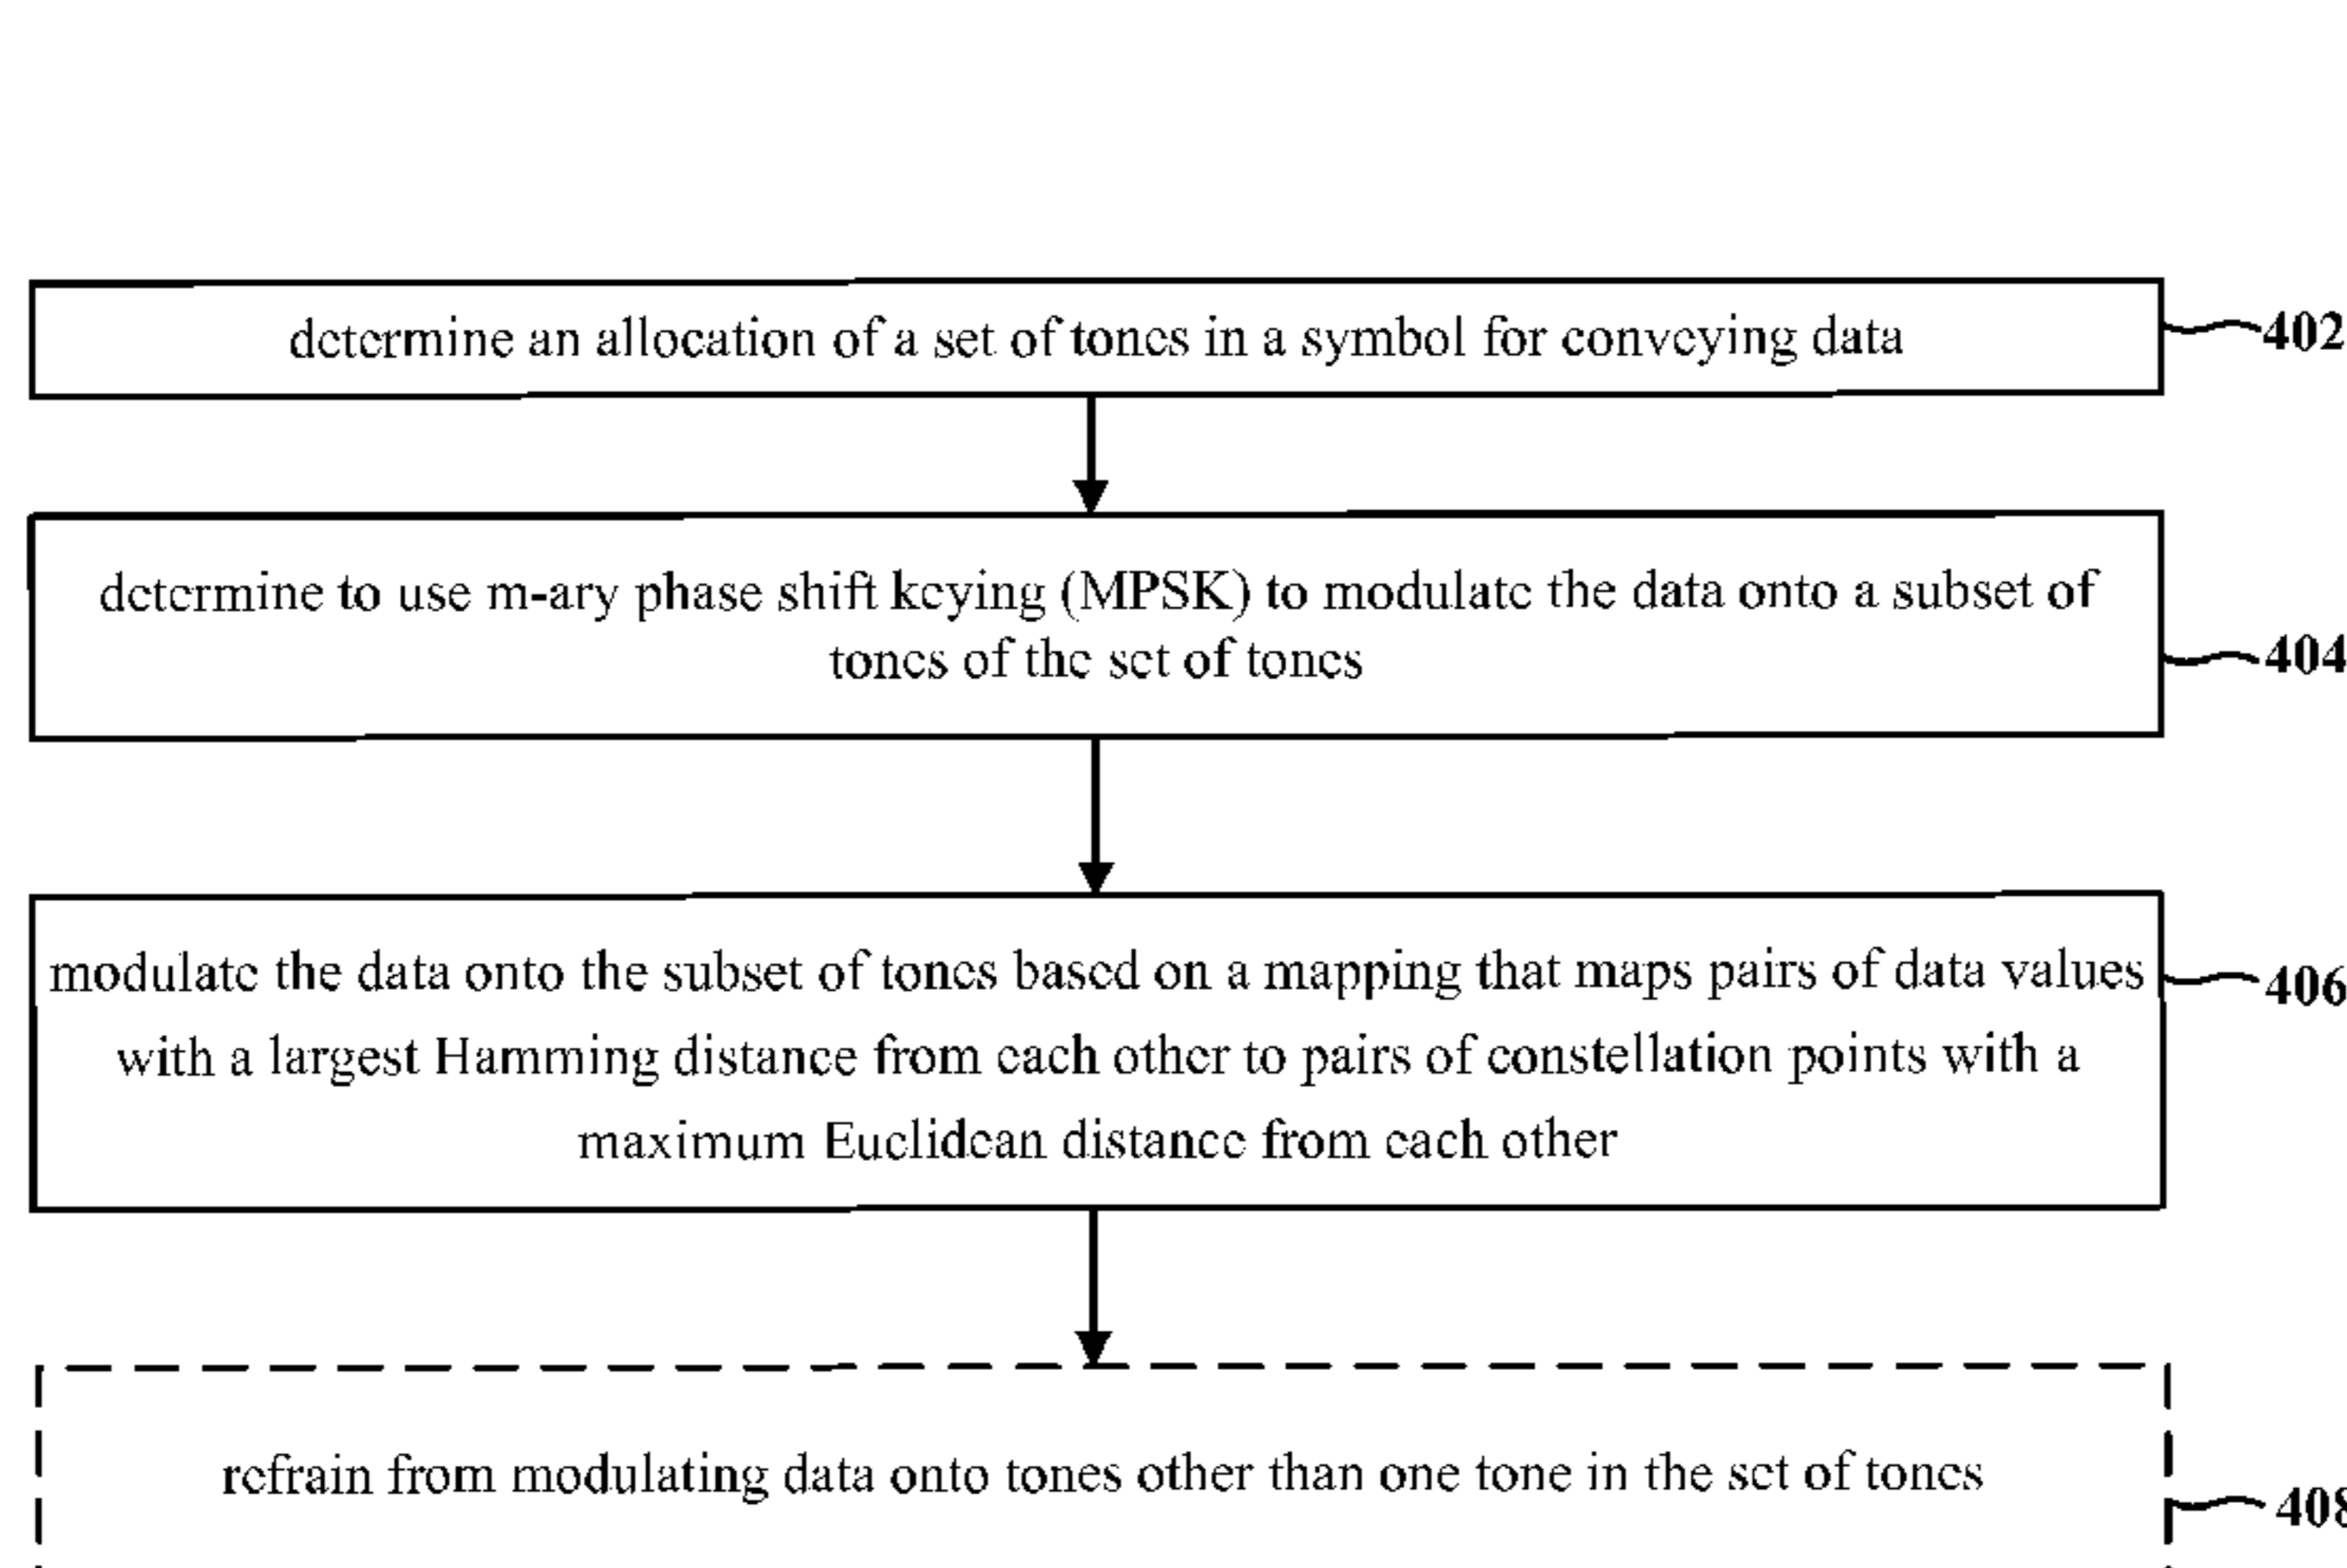 determine an allocation of a set of tones in a symbol for conveying data
402
determine to use m-ary phase shift keying (MPSK) to modulate the data onto a subset of
tones of the set of tones
404
modulate the data onto the subset of tones based on a mapping that maps pairs of data values
with a largest Hamming distance from each other to pairs of constellation points with a
maximum Euclidean distance from each other
406
refrain from modulating data onto tones other than one tone in the set of tones
408